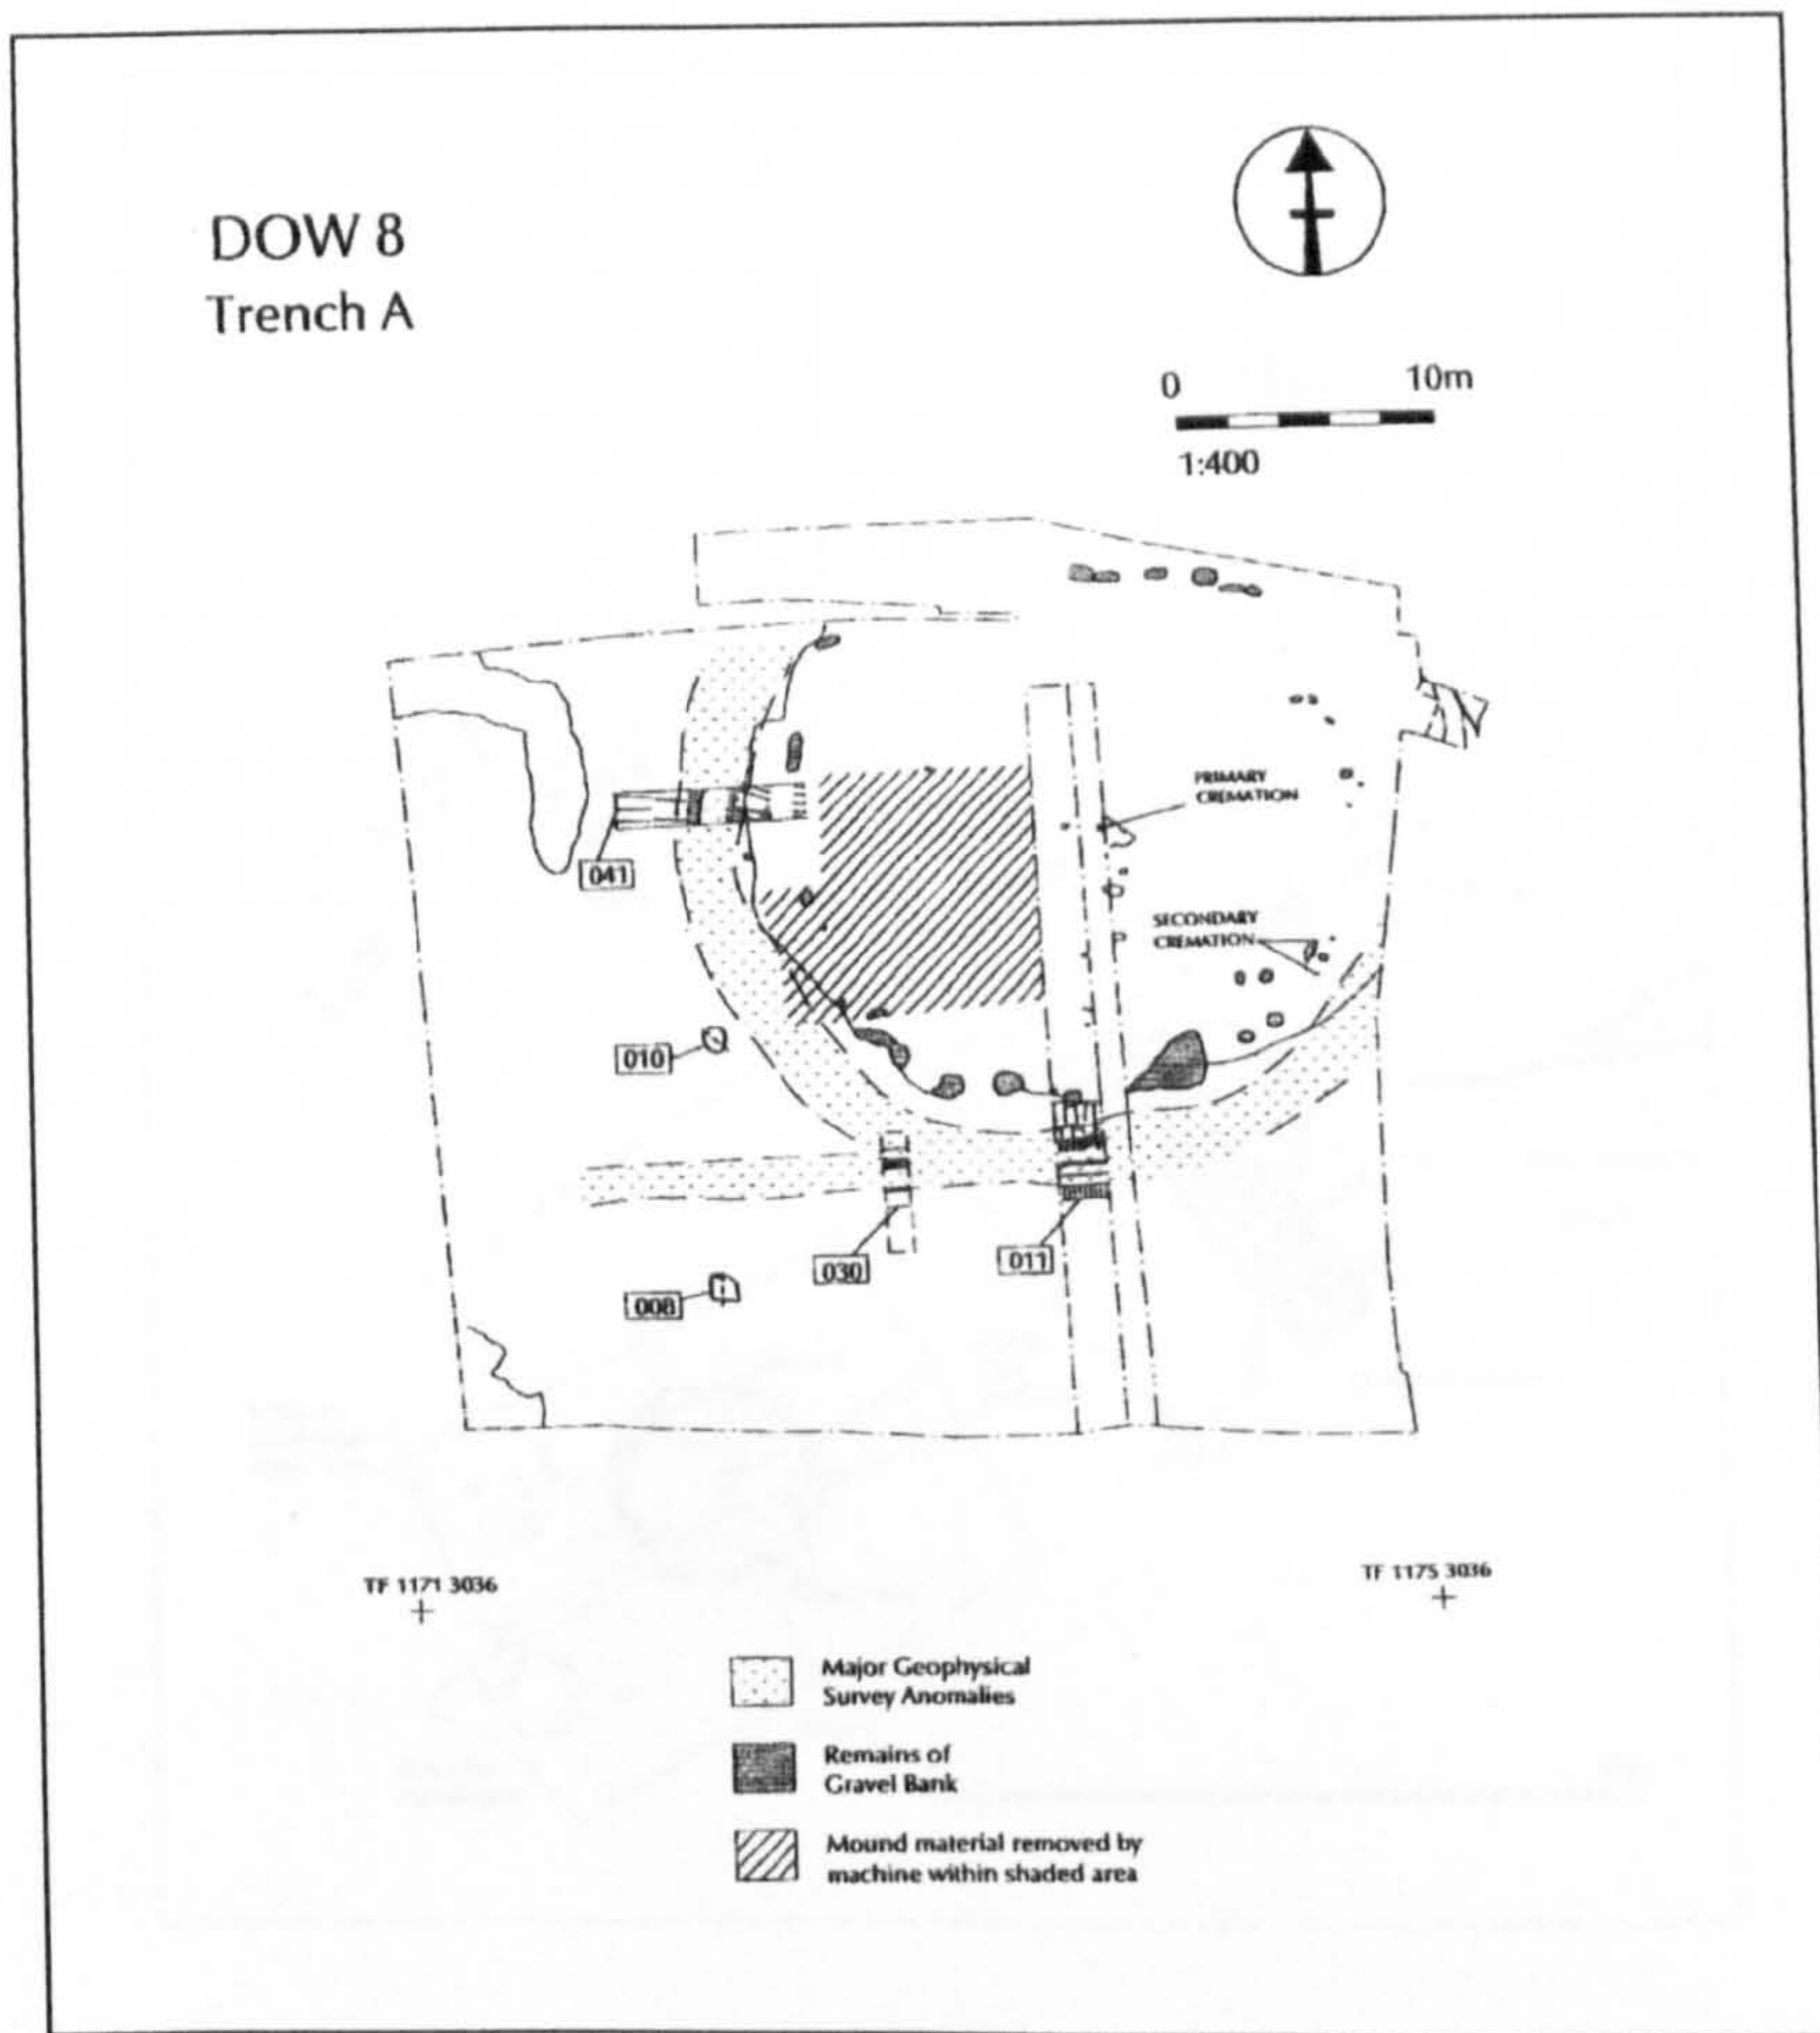 DOW 8
Trench A
0 10m
1:400
PRIMARY
CREMATION
SECONDARY
CREMATION
041
010
030
011
008
TF 1171 3036
TF 1175 3036
Major Geophysical
Survey Anomalies
Remains of
Gravel Bank
Mound material removed by
machine within shaded area